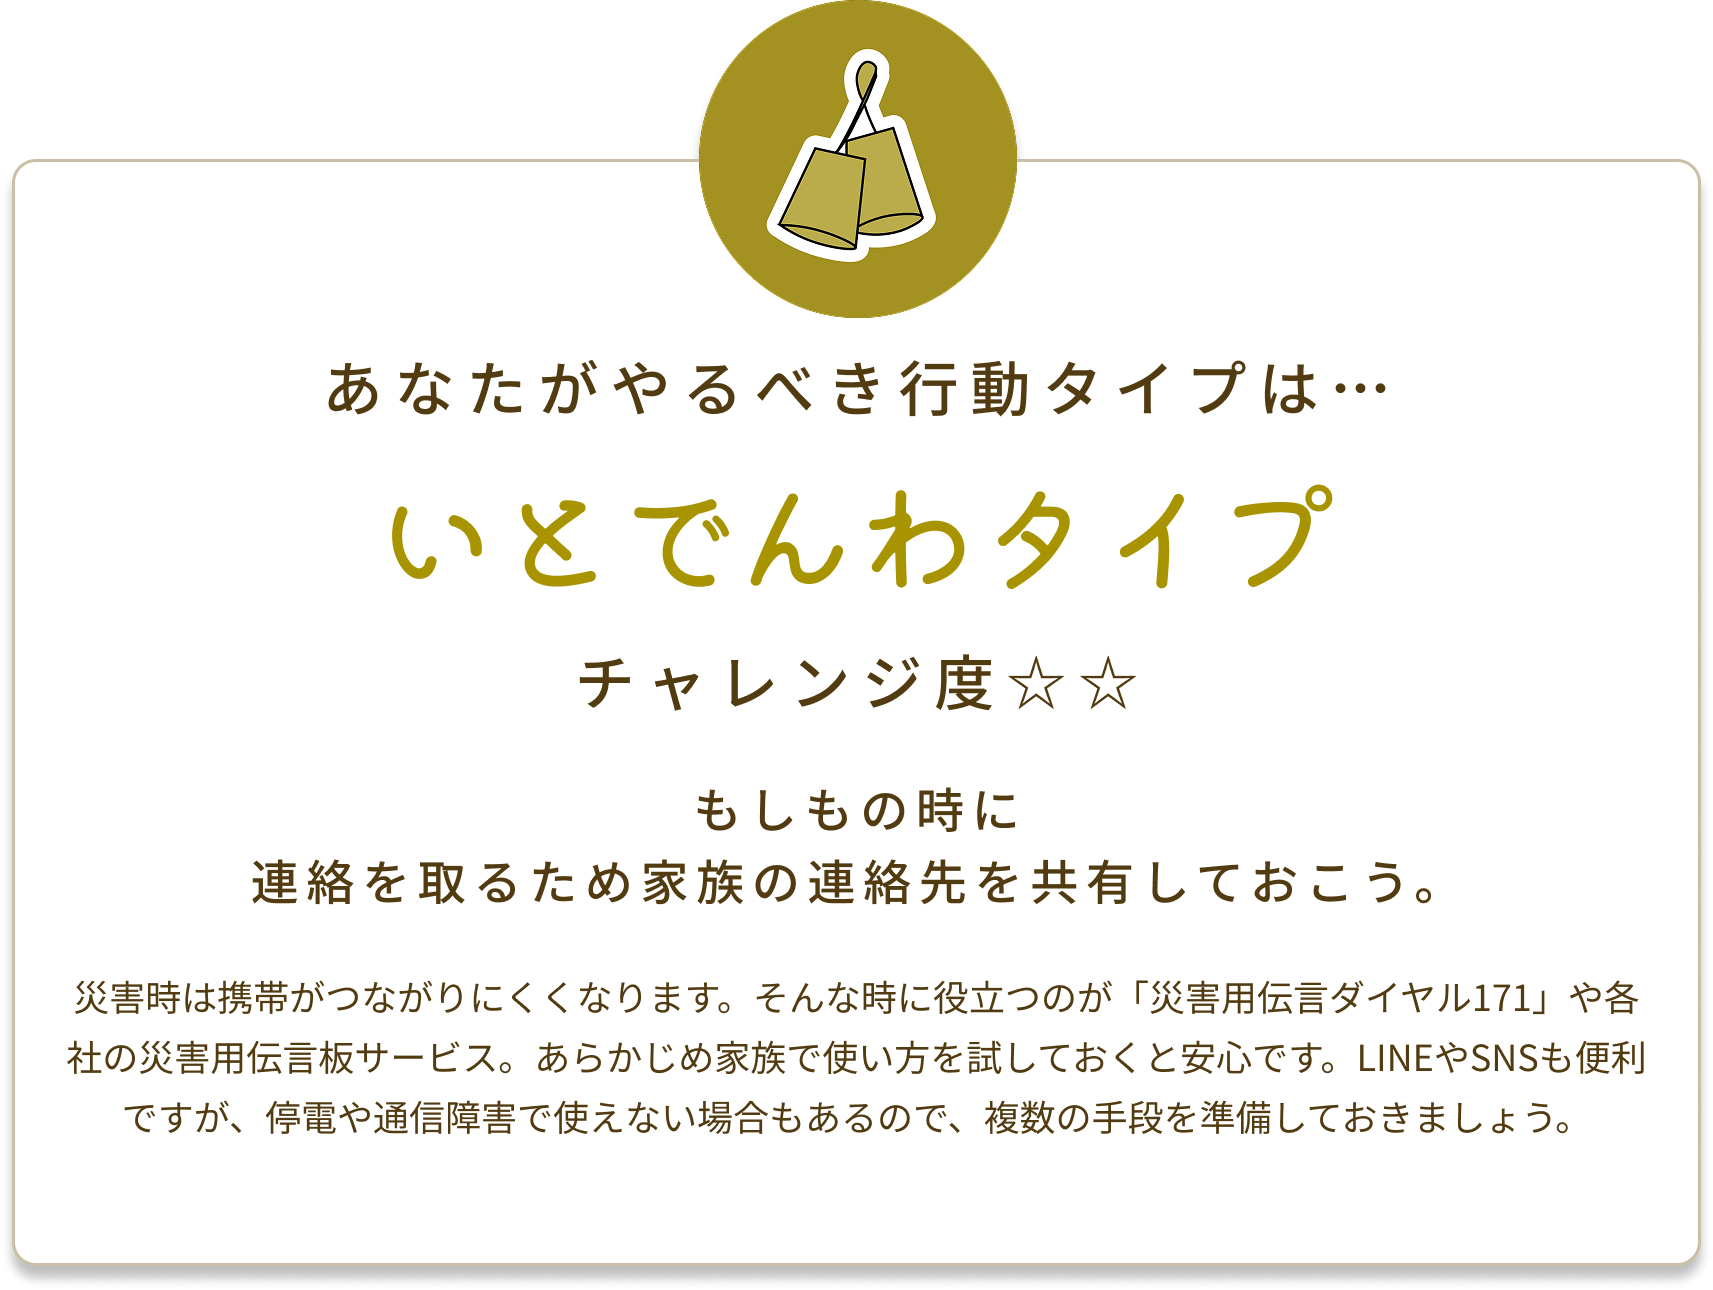 あなたがやるべき行動タイプは…
いとでんわタイプ
チャレンジ度☆☆
もしもの時に
連絡を取るため家族の連絡先を共有しておこう。
災害時は携帯がつながりにくくなります。そんな時に役立つのが「災害用伝言ダイヤル171」や各
社の災害用伝言板サービス。あらかじめ家族で使い方を試しておくと安心です。LINEやSNSも便利
ですが、停電や通信障害で使えない場合もあるので、複数の手段を準備しておきましょう。